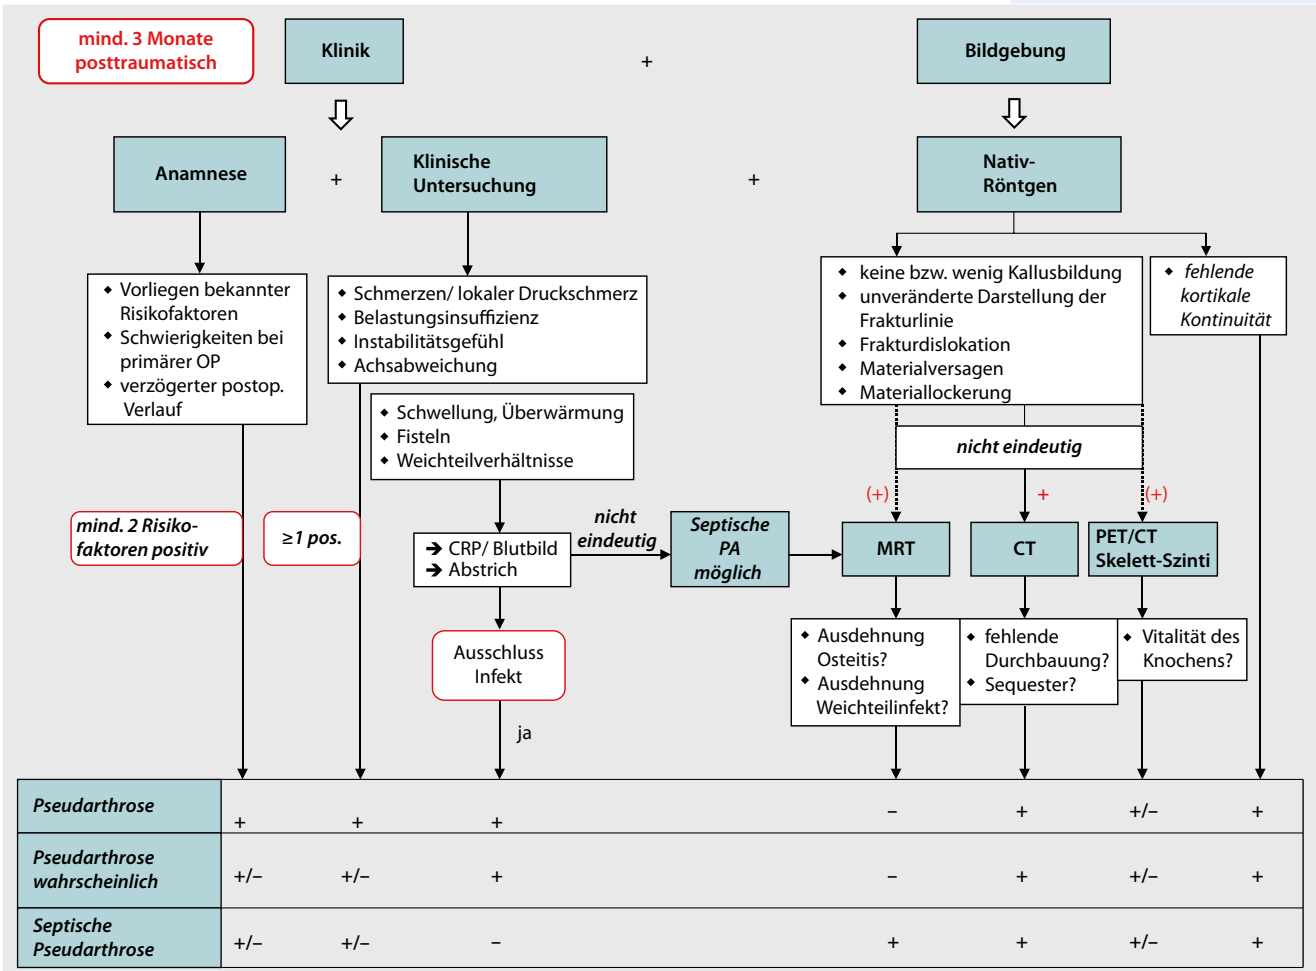 mind. 3 Monate
posttraumatisch
Klinik
+
Bildgebung
Anamnese
+
Klinische
Untersuchung
+
Nativ-
Röntgen
◆ Vorliegen bekannter
Risikofaktoren
◆ Schwierigkeiten bei
primärer OP
◆ verzögerter postop.
Verlauf
◆ Schmerzen/ lokaler Druckschmerz
◆ Belastungsinsuffizienz
◆ Instabilitätsgefühl
◆ Achsabweichung
◆ Schwellung, Überwärmung
◆ Fisteln
◆ Weichteilverhältnisse
◆ keine bzw. wenig Kallusbildung
◆ unveränderte Darstellung der
Frakturlinie
◆ Frakturdislokation
◆ Materialversagen
◆ Materiallockerung
◆ fehlende
kortikale
Kontinuität
nicht eindeutig
(+)
+
(+)
mind. 2 Risiko-
faktoren positiv
≥1 pos.
➔ CRP/ Blutbild
➔ Abstrich
nicht
eindeutig
Septische
PA
möglich
MRT
CT
PET/CT
Skelett-Szinti
Ausschluss
Infekt
ja
◆ Ausdehnung
Osteitis?
◆ Ausdehnung
Weichteilinfekt?
◆ fehlende
Durchbauung?
◆ Sequester?
◆ Vitalität des
Knochens?
Pseudarthrose + + + – + +/– +
Pseudarthrose
wahrscheinlich +/– +/– + – + +/– +
Septische
Pseudarthrose +/– +/– – + + +/– +